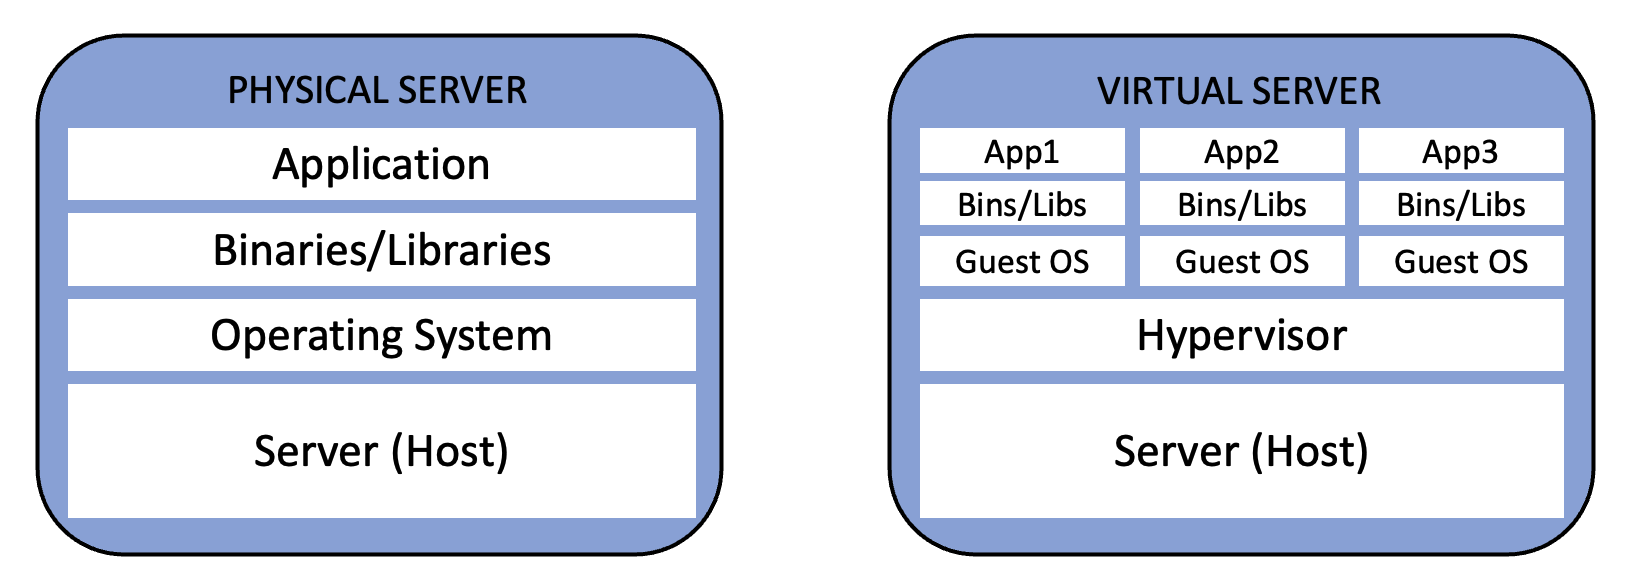 PHYSICAL SERVER
Application
Binaries/Libraries
Operating System
Server (Host)
VIRTUAL SERVER
App1 App2 App3
Bins/Libs Bins/Libs Bins/Libs
Guest OS Guest OS Guest OS
Hypervisor
Server (Host)